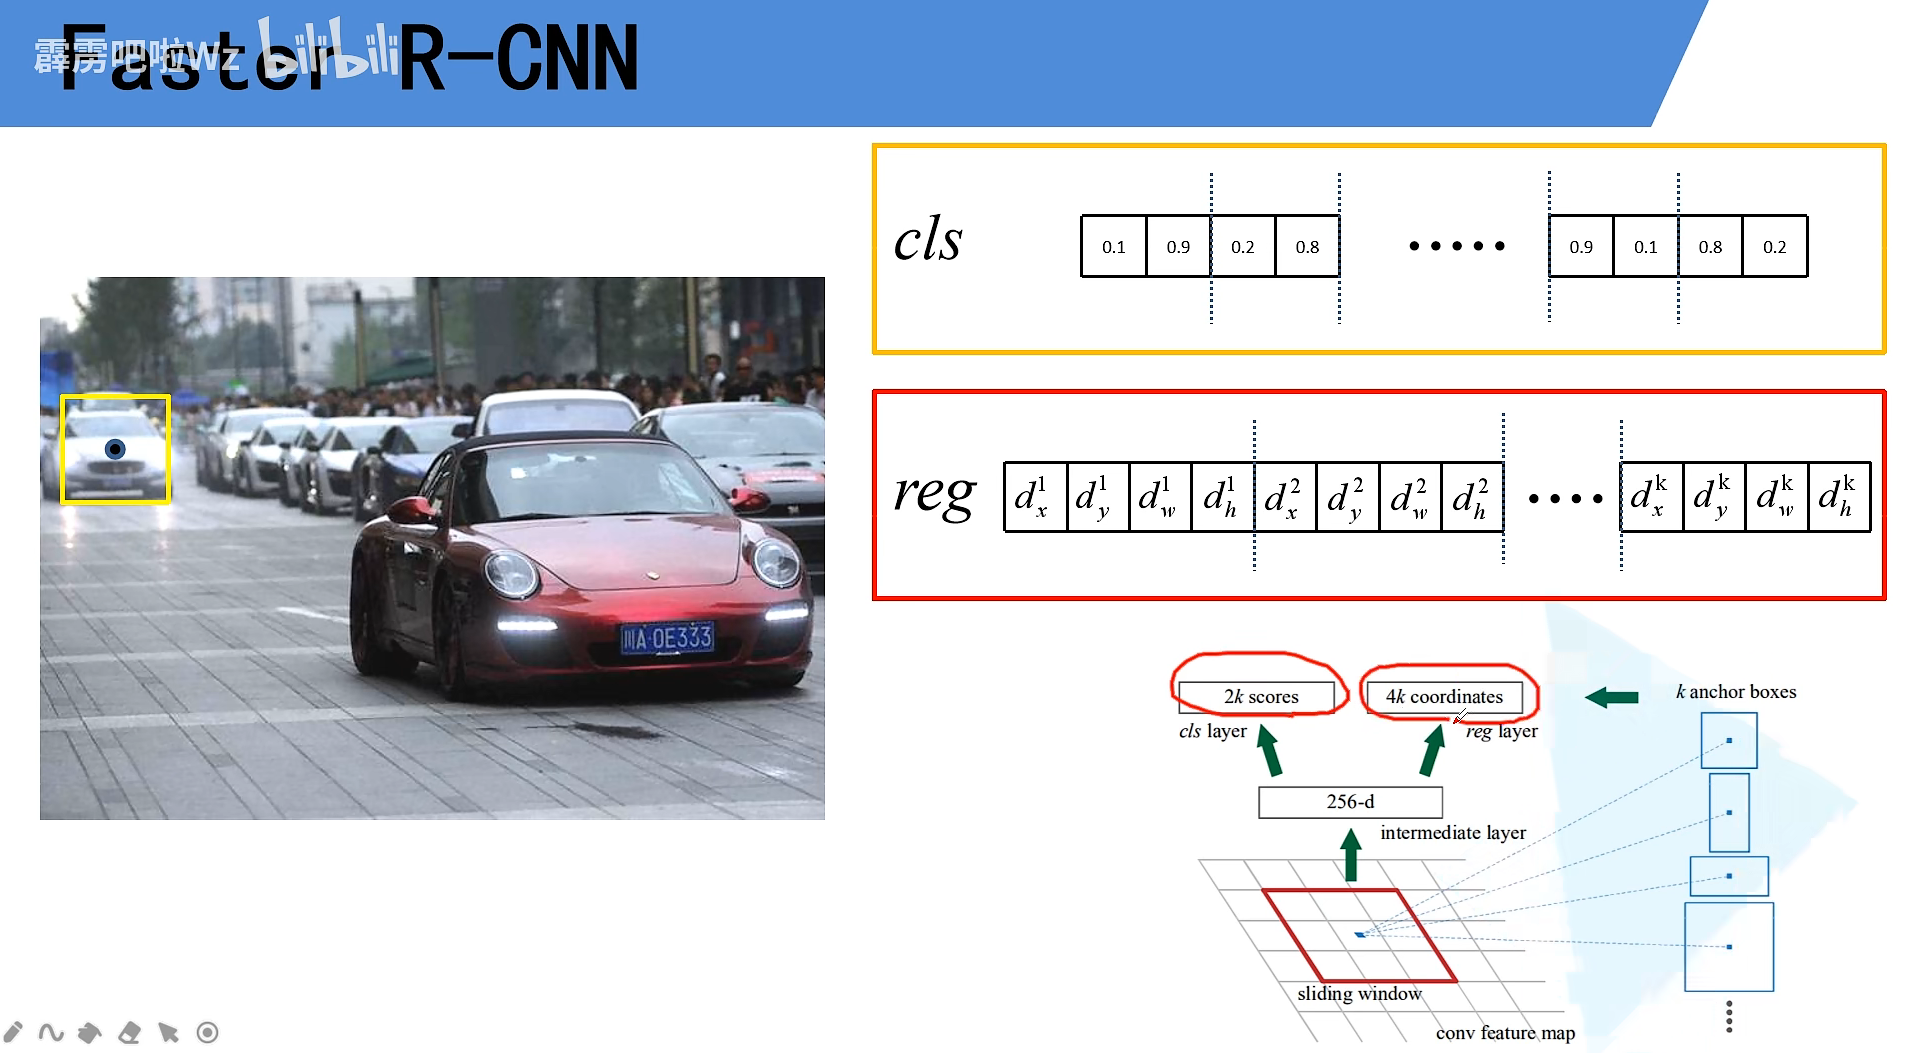 Faster R-CNN
霹雳吧啦Wz bilibili
cls
0.1 0.9 0.2 0.8 ····· 0.9 0.1 0.8 0.2
reg
d_x^1 d_y^1 d_w^1 d_h^1 d_x^2 d_y^2 d_w^2 d_h^2 ···· d_x^k d_y^k d_w^k d_h^k
川A·0E333
2k scores
4k coordinates
k anchor boxes
cls layer
reg layer
256-d
intermediate layer
sliding window
conv feature map